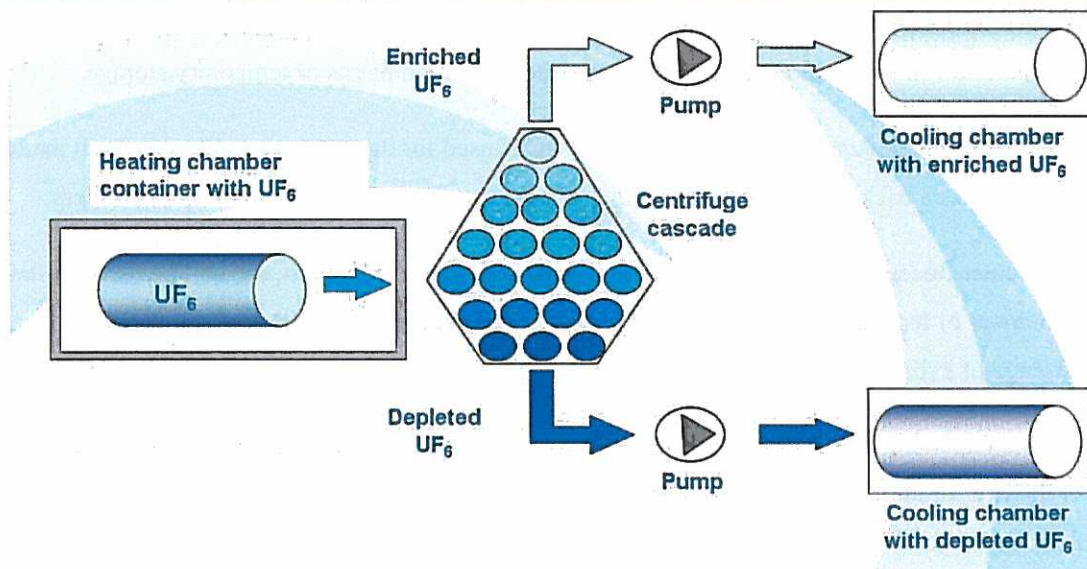 Enriched
UF₆
Pump
Cooling chamber
with enriched UF₆
Heating chamber
container with UF₆
UF₆
Centrifuge
cascade
Depleted
UF₆
Pump
Cooling chamber
with depleted UF₆